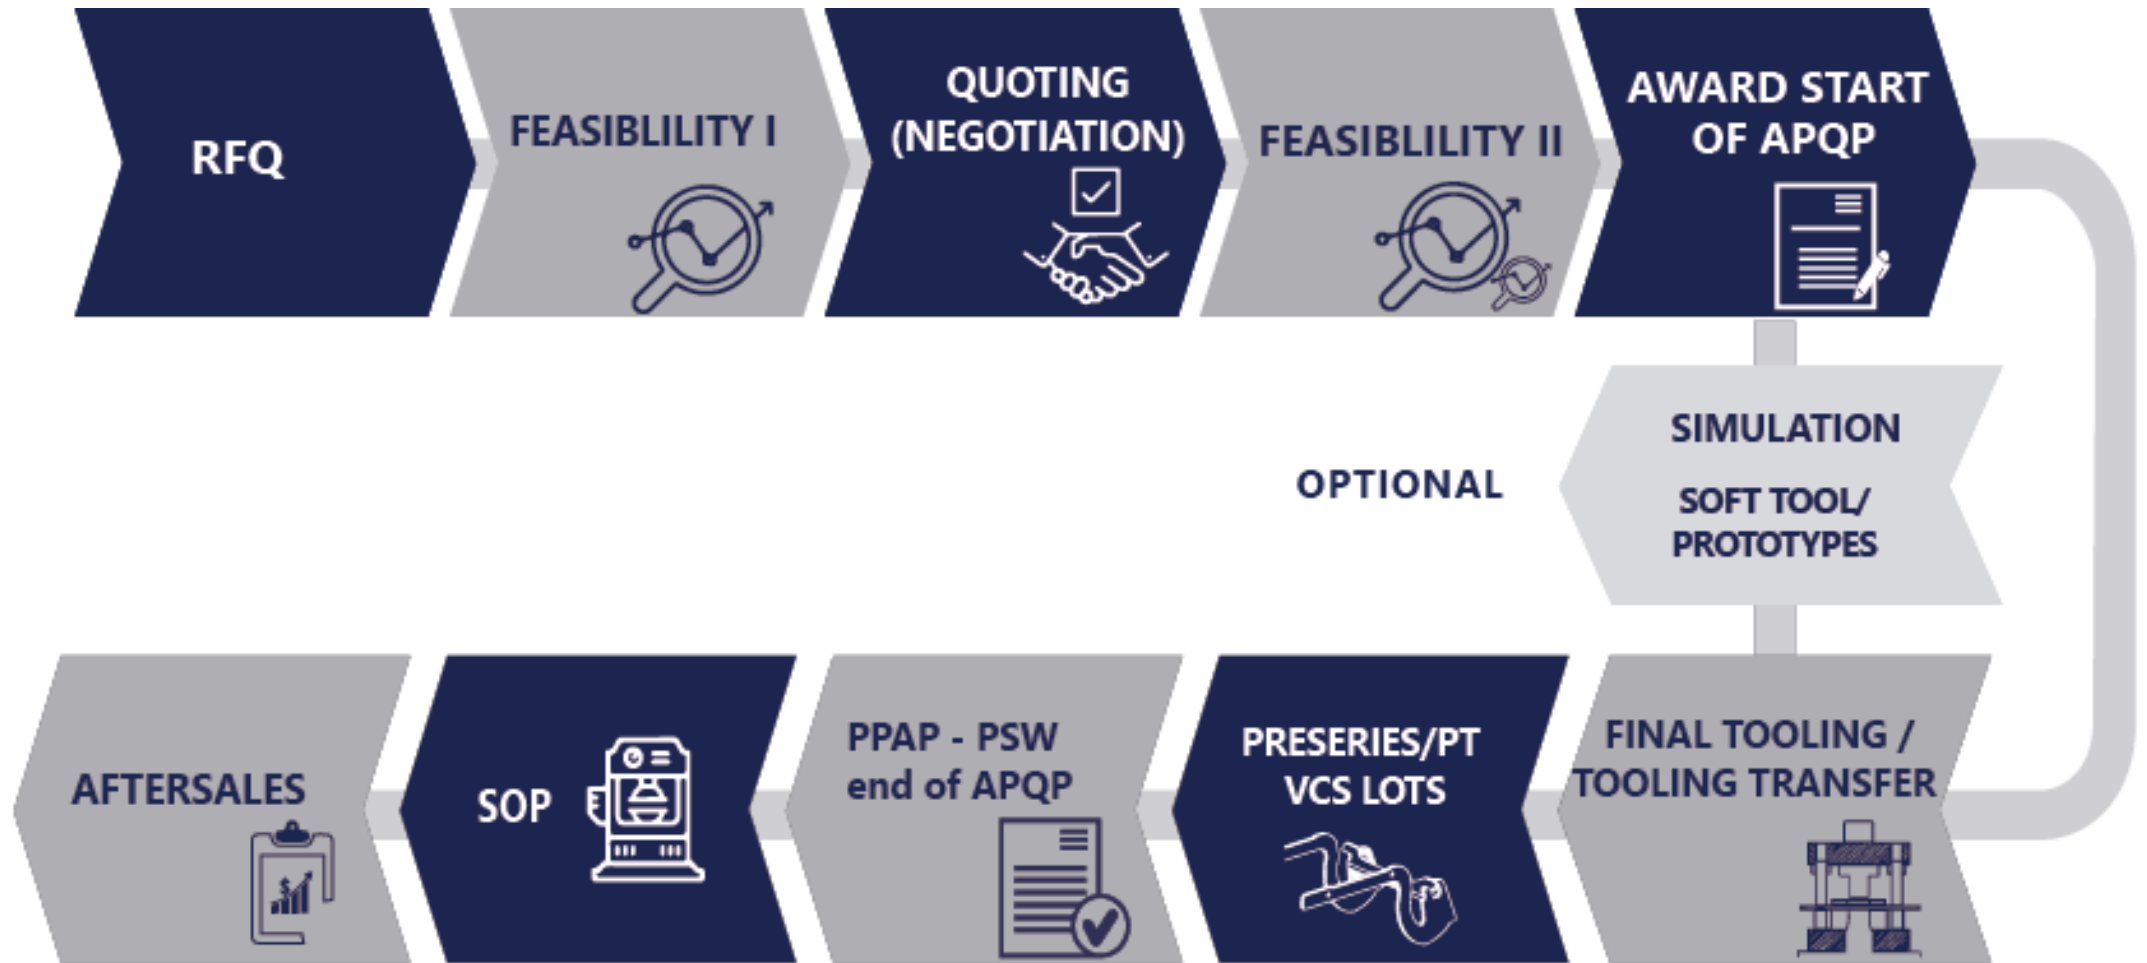 RFQ
FEASIBLILITY I
QUOTING
(NEGOTIATION)
FEASIBLILITY II
AWARD START
OF APQP
OPTIONAL
SIMULATION
SOFT TOOL/
PROTOTYPES
FINAL TOOLING /
TOOLING TRANSFER
PRESERIES/PT
VCS LOTS
PPAP - PSW
end of APQP
SOP
AFTERSALES
$